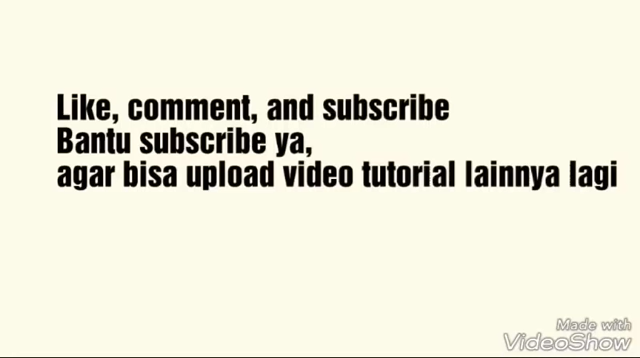 Like, comment, and subscribe
Bantu subscribe ya,
agar bisa upload video tutorial lainnya lagi
Made with
VideoShow